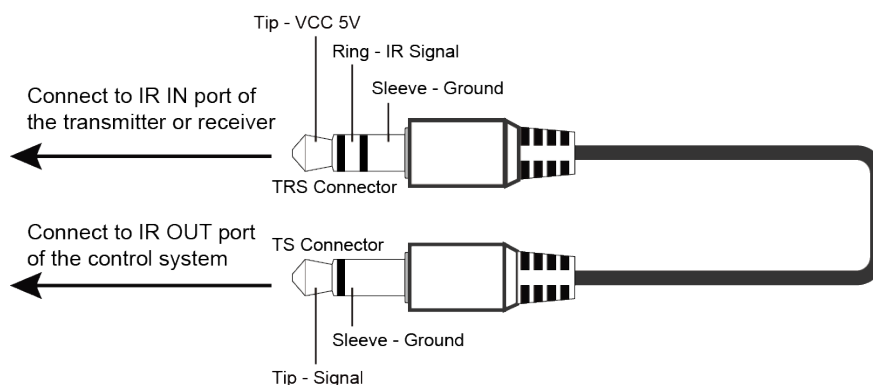 Tip - VCC 5V
Ring - IR Signal
Sleeve - Ground
Connect to IR IN port of
the transmitter or receiver
TRS Connector
Connect to IR OUT port
of the control system
TS Connector
Sleeve - Ground
Tip - Signal